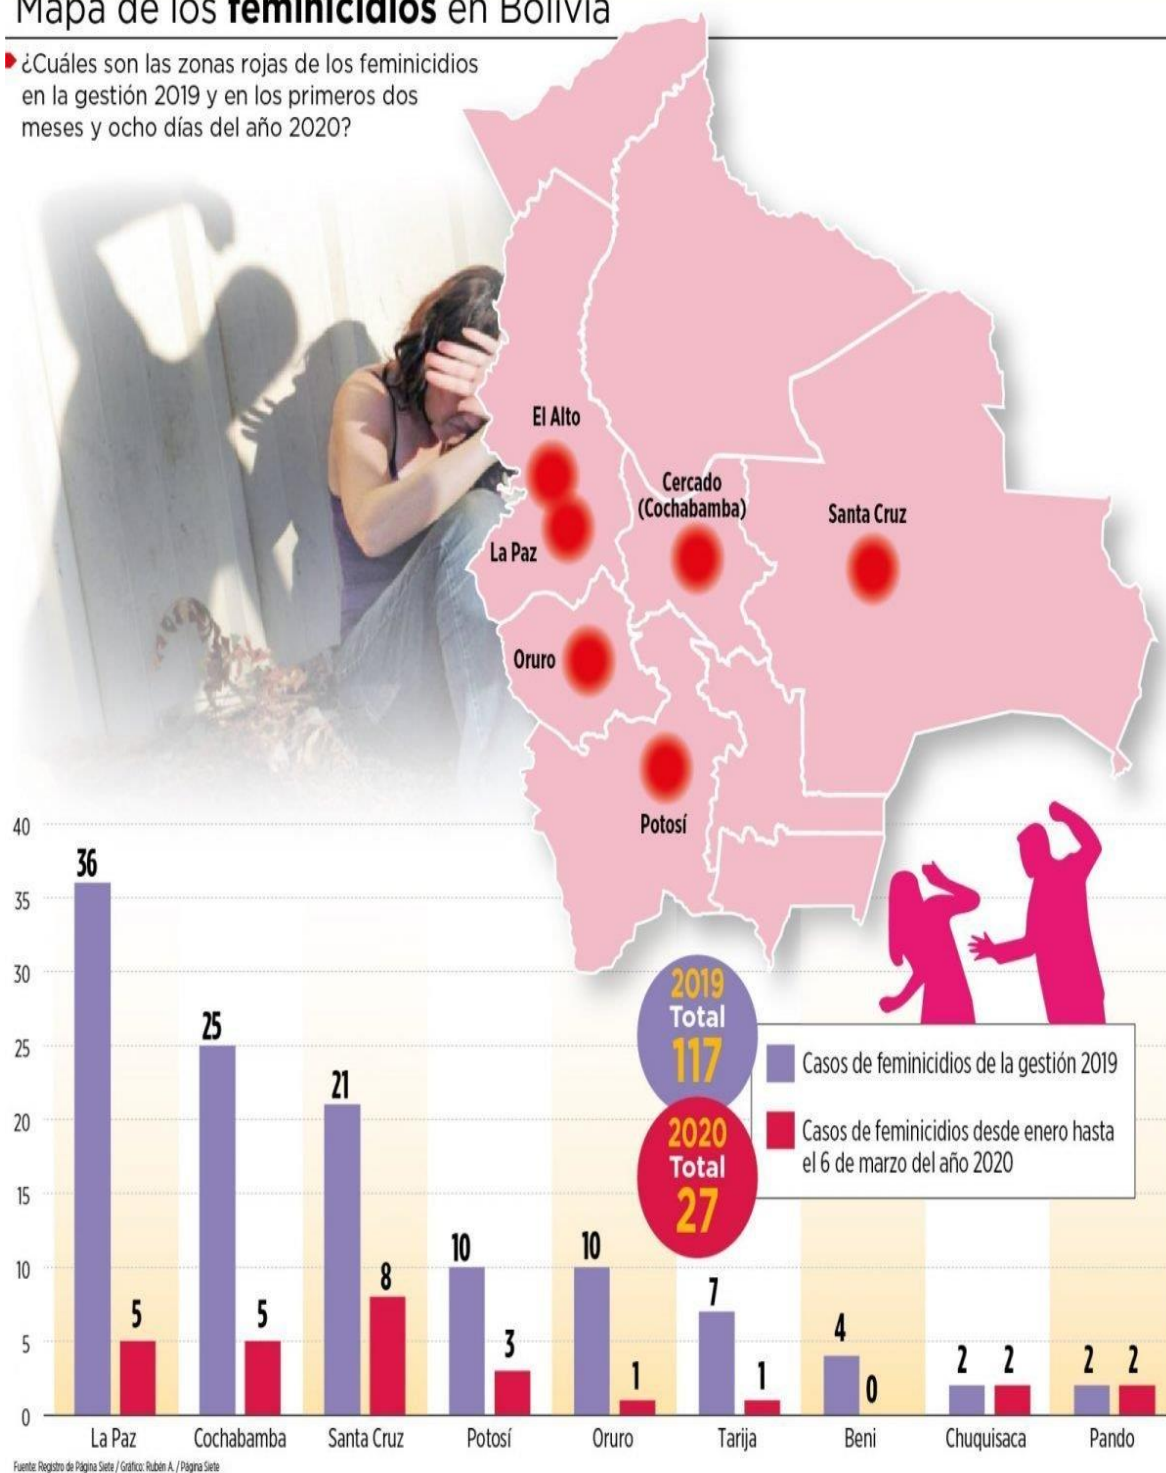 Mapa de los feminicidios en Bolivia
¿Cuáles son las zonas rojas de los feminicidios
en la gestión 2019 y en los primeros dos
meses y ocho días del año 2020?
El Alto
La Paz
Cercado
(Cochabamba)
Santa Cruz
Oruro
Potosí
40
35
30
25
20
15
10
5
0
36
5
25
5
21
8
10
3
10
1
7
1
4
0
2
2
2
2
2019
Total
117
2020
Total
27
Casos de feminicidios de la gestión 2019
Casos de feminicidios desde enero hasta
el 6 de marzo del año 2020
La Paz
Cochabamba
Santa Cruz
Potosí
Oruro
Tarija
Beni
Chuquisaca
Pando
Fuente: Registro de Página Siete / Gráfico: Rubén A. / Página Siete